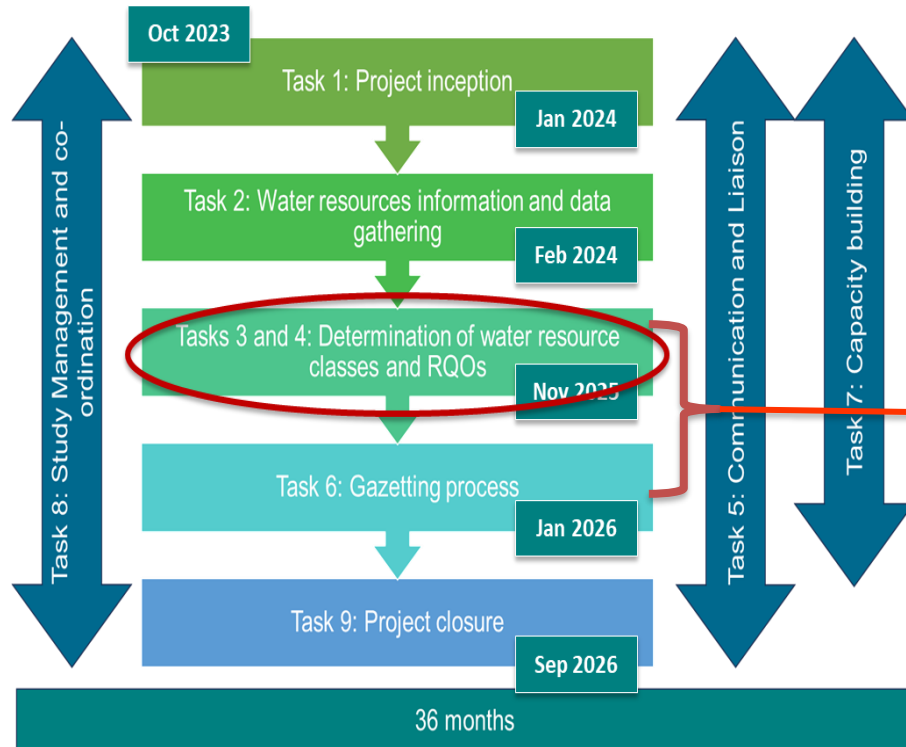 Oct 2023
Task 1: Project inception
Jan 2024
Task 2: Water resources information and data
gathering
Feb 2024
Tasks 3 and 4: Determination of water resource
classes and RQOs
Nov 2025
Task 6: Gazetting process
Jan 2026
Task 9: Project closure
Sep 2026
36 months
Task 8: Study Management and co-
ordination
Task 5: Communication and Liaison
Task 7: Capacity building